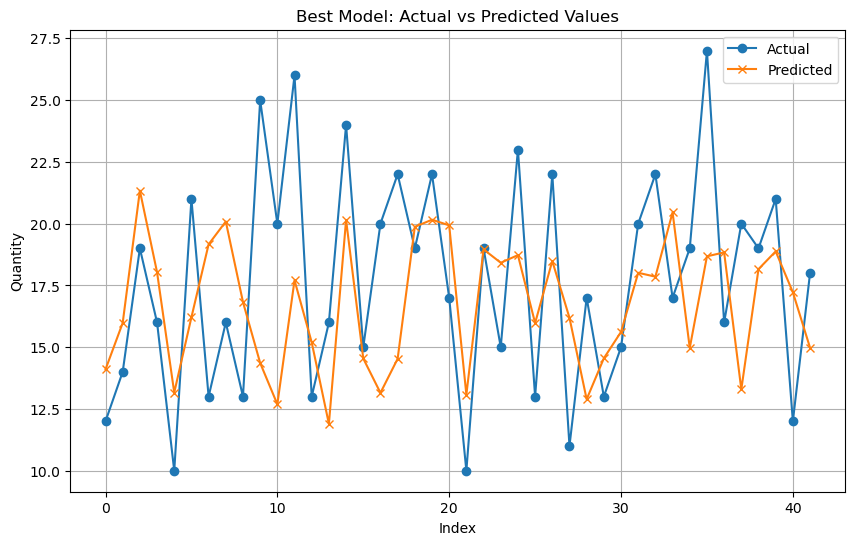 Best Model: Actual vs Predicted Values
Actual
Predicted
Quantity
27.5
25.0
22.5
20.0
17.5
15.0
12.5
10.0
0 10 20 30 40
Index